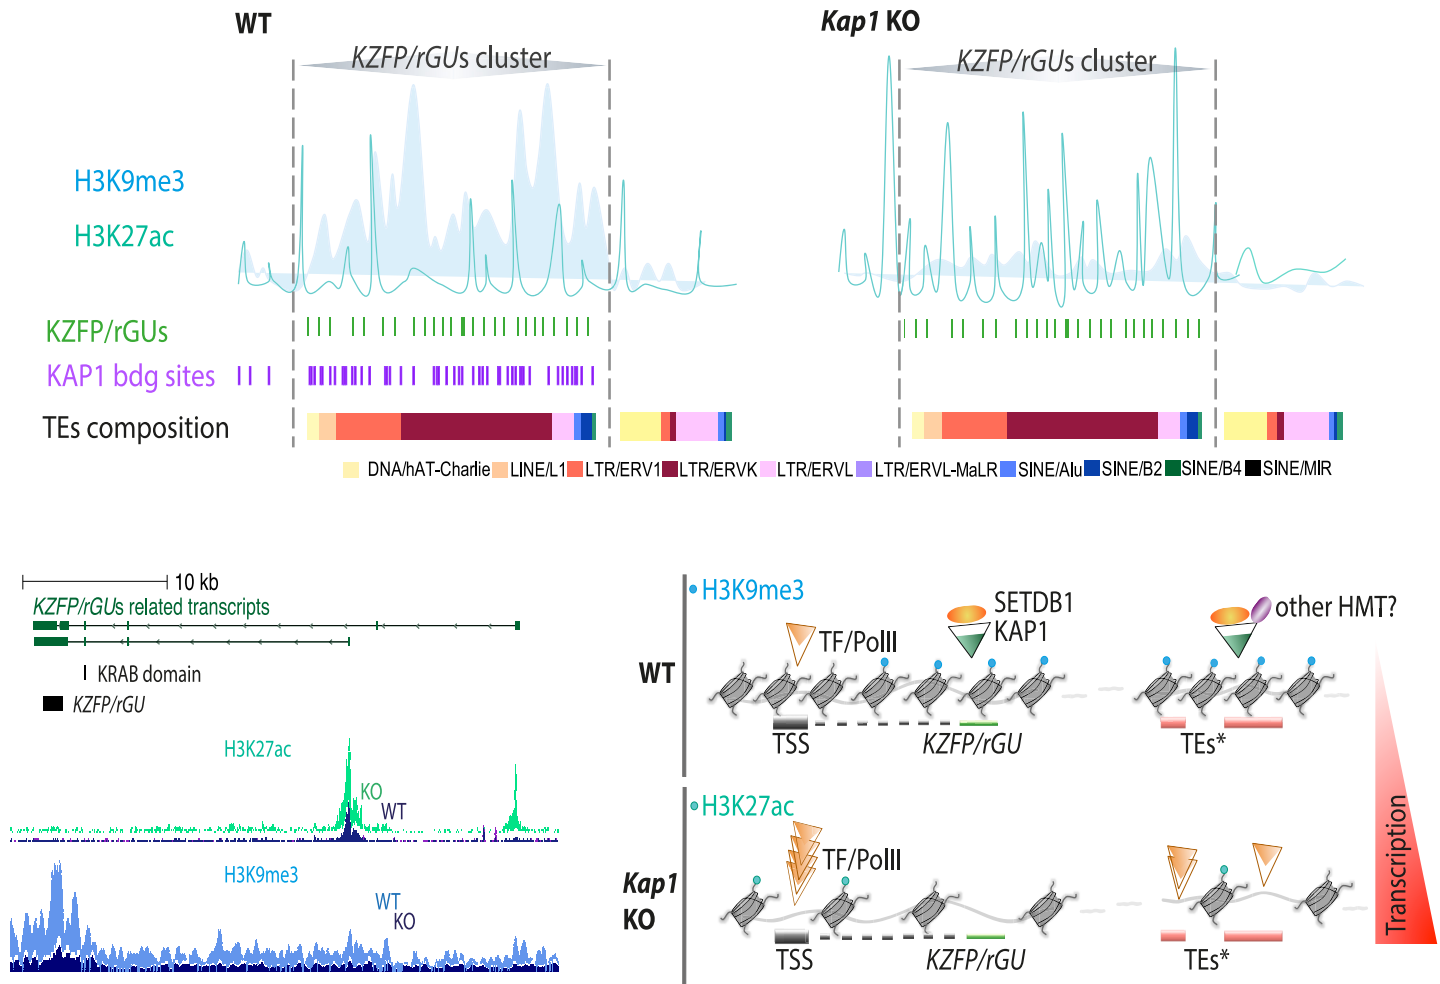 WT
Kap1 KO
KZFP/rGUs cluster
KZFP/rGUs cluster
H3K9me3
H3K27ac
KZFP/rGUs
KAP1 bdg sites
TEs composition
DNA/hAT-Charlie LINE/L1 LTR/ERV1 LTR/ERVK LTR/ERVL LTR/ERVL-MaLR SINE/Alu SINE/B2 SINE/B4 SINE/MIR
10 kb
KZFP/rGUs related transcripts
KRAB domain
KZFP/rGU
H3K27ac
KO
WT
H3K9me3
WT
KO
H3K9me3
SETDB1
KAP1
other HMT?
TF/PolII
WT
TSS
KZFP/rGU
TEs*
H3K27ac
TF/PolII
Kap1
KO
TSS
KZFP/rGU
TEs*
Transcription